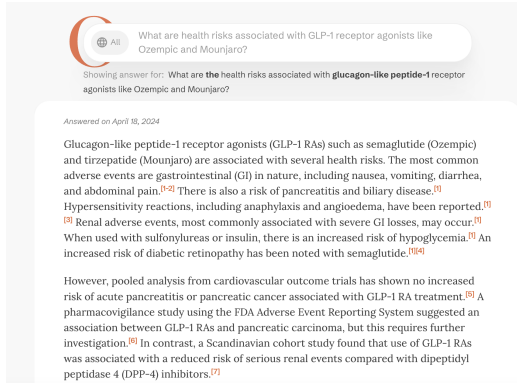 All
What are health risks associated with GLP-1 receptor agonists like
Ozempic and Mounjaro?
Showing answer for: What are the health risks associated with glucagon-like peptide-1 receptor
agonists like Ozempic and Mounjaro?
Answered on April 18, 2024
Glucagon-like peptide-1 receptor agonists (GLP-1 RAs) such as semaglutide (Ozempic)
and tirzepatide (Mounjaro) are associated with several health risks. The most common
adverse events are gastrointestinal (GI) in nature, including nausea, vomiting, diarrhea,
and abdominal pain.[1-2] There is also a risk of pancreatitis and biliary disease.[1]
Hypersensitivity reactions, including anaphylaxis and angioedema, have been reported.[1]
[3] Renal adverse events, most commonly associated with severe GI losses, may occur.[1]
When used with sulfonylureas or insulin, there is an increased risk of hypoglycemia.[1] An
increased risk of diabetic retinopathy has been noted with semaglutide.[1][4]
However, pooled analysis from cardiovascular outcome trials has shown no increased
risk of acute pancreatitis or pancreatic cancer associated with GLP-1 RA treatment.[5] A
pharmacovigilance study using the FDA Adverse Event Reporting System suggested an
association between GLP-1 RAs and pancreatic carcinoma, but this requires further
investigation.[6] In contrast, a Scandinavian cohort study found that use of GLP-1 RAs
was associated with a reduced risk of serious renal events compared with dipeptidyl
peptidase 4 (DPP-4) inhibitors.[7]